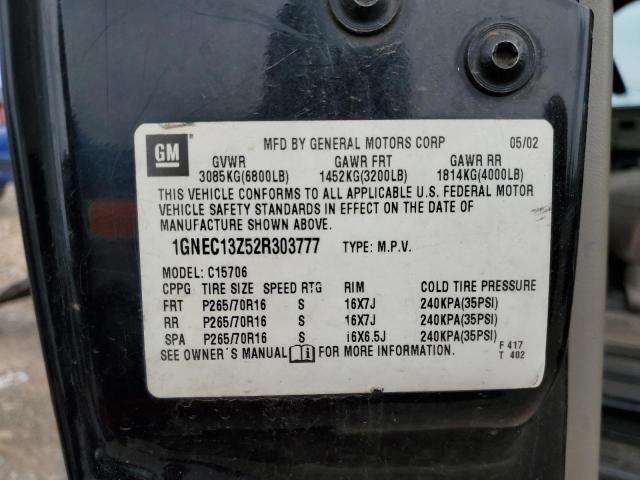 GM
MFD BY GENERAL MOTORS CORP 05/02
GVWR GAWR FRT GAWR RR
3085KG(6800LB) 1452KG(3200LB) 1814KG(4000LB)
THIS VEHICLE CONFORMS TO ALL APPLICABLE U.S. FEDERAL MOTOR
VEHICLE SAFETY STANDARDS IN EFFECT ON THE DATE OF
MANUFACTURE SHOWN ABOVE.
1GNEC13Z52R303777 TYPE: M.P.V.
MODEL: C15706
CPPG TIRE SIZE SPEED RTG RIM COLD TIRE PRESSURE
FRT P265/70R16 S 16X7J 240KPA(35PSI)
RR P265/70R16 S 16X7J 240KPA(35PSI)
SPA P265/70R16 S i6X6.5J 240KPA(35PSI)
SEE OWNER'S MANUAL i FOR MORE INFORMATION. F 417
T 402